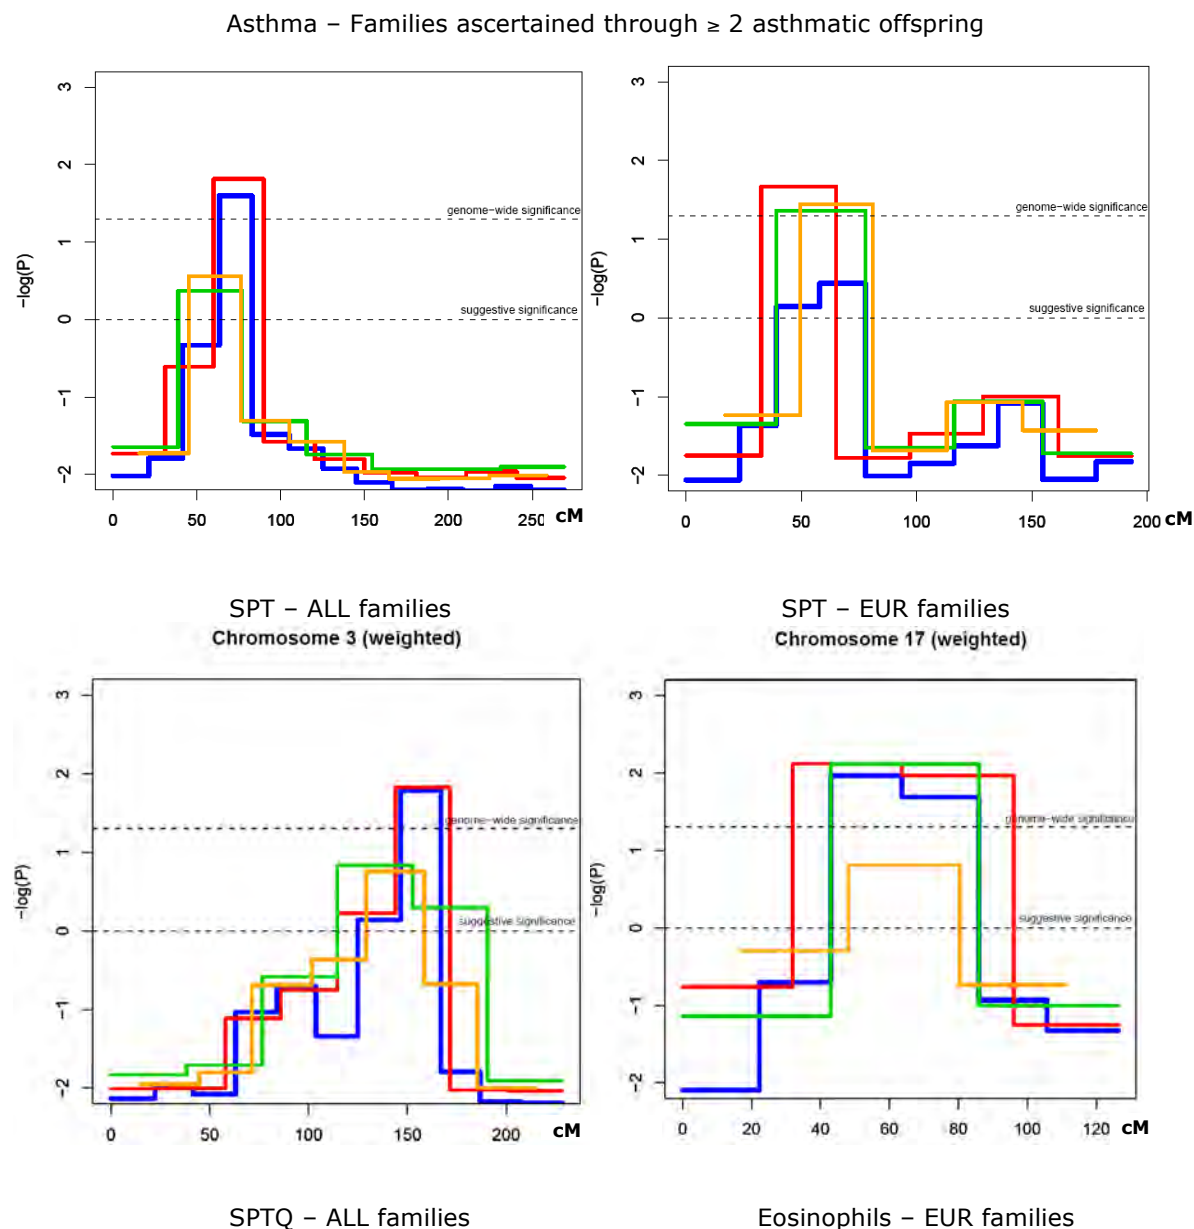 Asthma – Families ascertained through ≥ 2 asthmatic offspring
3
2
1
0
-1
-2
-log(P)
genome-wide significance
suggestive significance
0 50 100 150 200 250 cM
3
2
1
0
-1
-2
-log(P)
genome-wide significance
suggestive significance
0 50 100 150 200 cM
SPT – ALL families
SPT – EUR families
Chromosome 3 (weighted)
Chromosome 17 (weighted)
3
2
1
0
-1
-2
-log(P)
genome-wide significance
suggestive significance
0 50 100 150 200 cM
3
2
1
0
-1
-2
-log(P)
genome-wide significance
suggestive significance
0 20 40 60 80 100 120 cM
SPTQ – ALL families
Eosinophils – EUR families